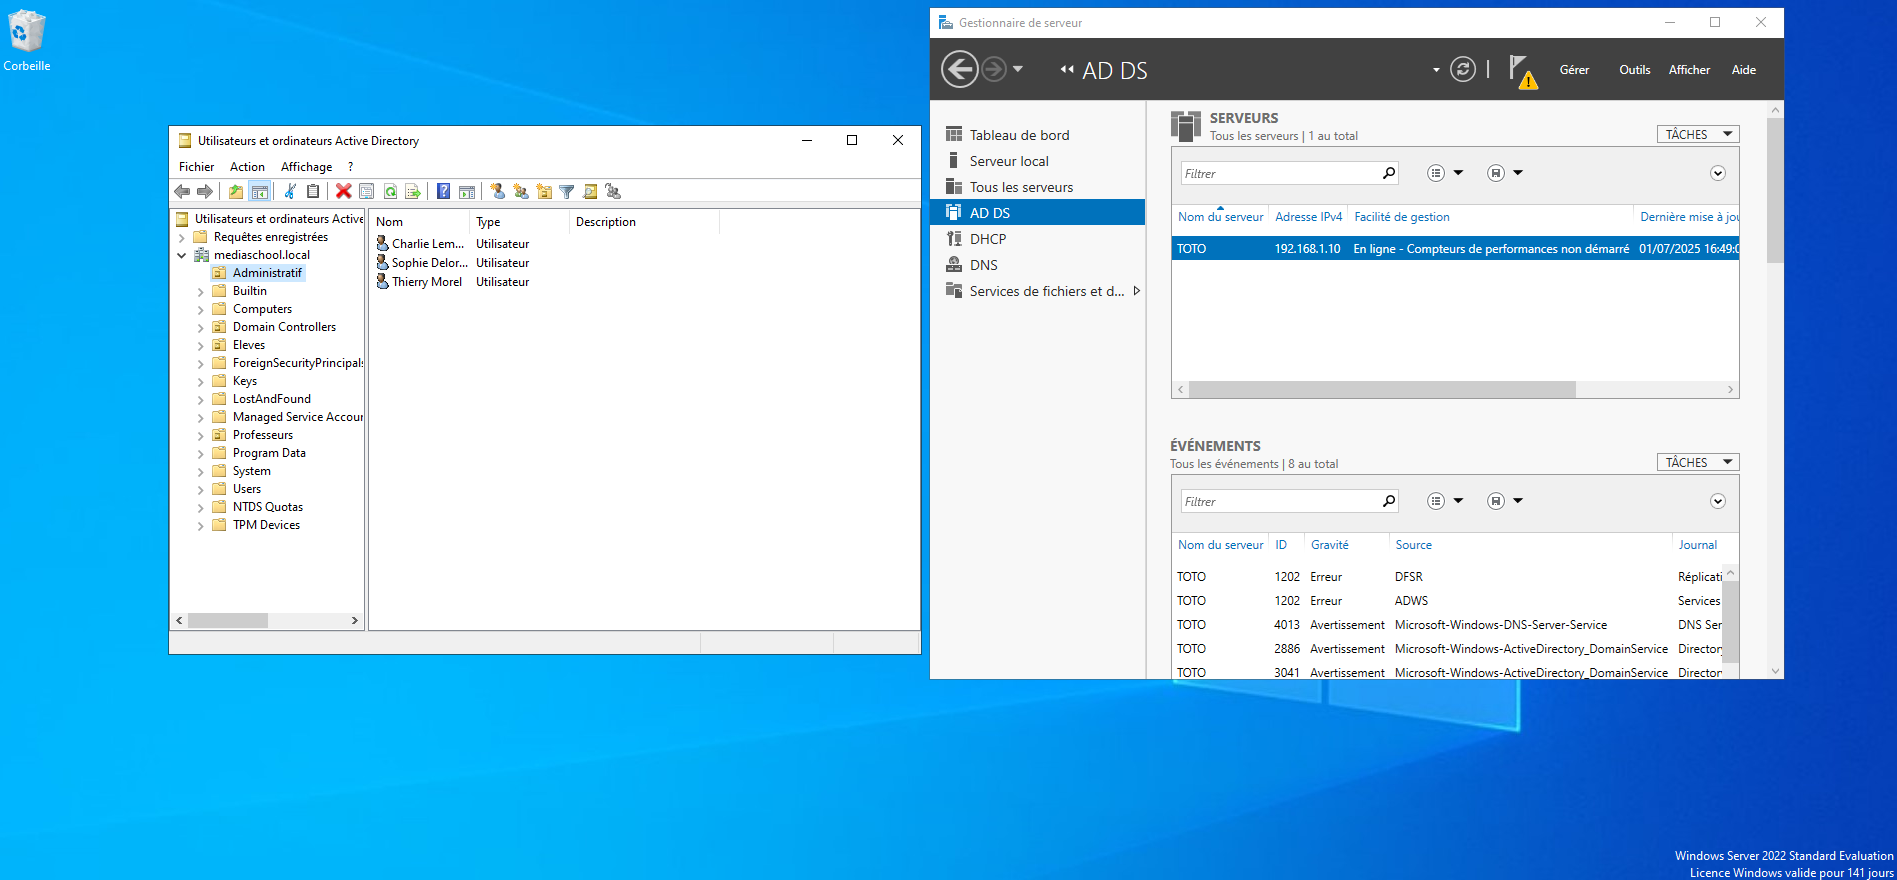 Corbeille
Utilisateurs et ordinateurs Active Directory
Fichier Action Affichage ?
Utilisateurs et ordinateurs Active
Requêtes enregistrées
mediaschool.local
Administratif
Builtin
Computers
Domain Controllers
Eleves
ForeignSecurityPrincipals
Keys
LostAndFound
Managed Service Accour
Professeurs
Program Data
System
Users
NTDS Quotas
TPM Devices
Nom Type Description
Charlie Lem... Utilisateur
Sophie Delor... Utilisateur
Thierry Morel Utilisateur
Gestionnaire de serveur
AD DS
Gérer Outils Afficher Aide
Tableau de bord
Serveur local
Tous les serveurs
AD DS
DHCP
DNS
Services de fichiers et d...
SERVEURS
Tous les serveurs | 1 au total
TÂCHES
Filtrer
Nom du serveur Adresse IPv4 Facilité de gestion Dernière mise à jou
TOTO 192.168.1.10 En ligne - Compteurs de performances non démarré 01/07/2025 16:49:0
ÉVÉNEMENTS
Tous les événements | 8 au total
TÂCHES
Filtrer
Nom du serveur ID Gravité Source Journal
TOTO 1202 Erreur DFSR Réplicati
TOTO 1202 Erreur ADWS Services
TOTO 4013 Avertissement Microsoft-Windows-DNS-Server-Service DNS Ser
TOTO 2886 Avertissement Microsoft-Windows-ActiveDirectory_DomainService Director
TOTO 3041 Avertissement Microsoft-Windows-ActiveDirectory_DomainService Director
Windows Server 2022 Standard Evaluation
Licence Windows valide pour 141 jours